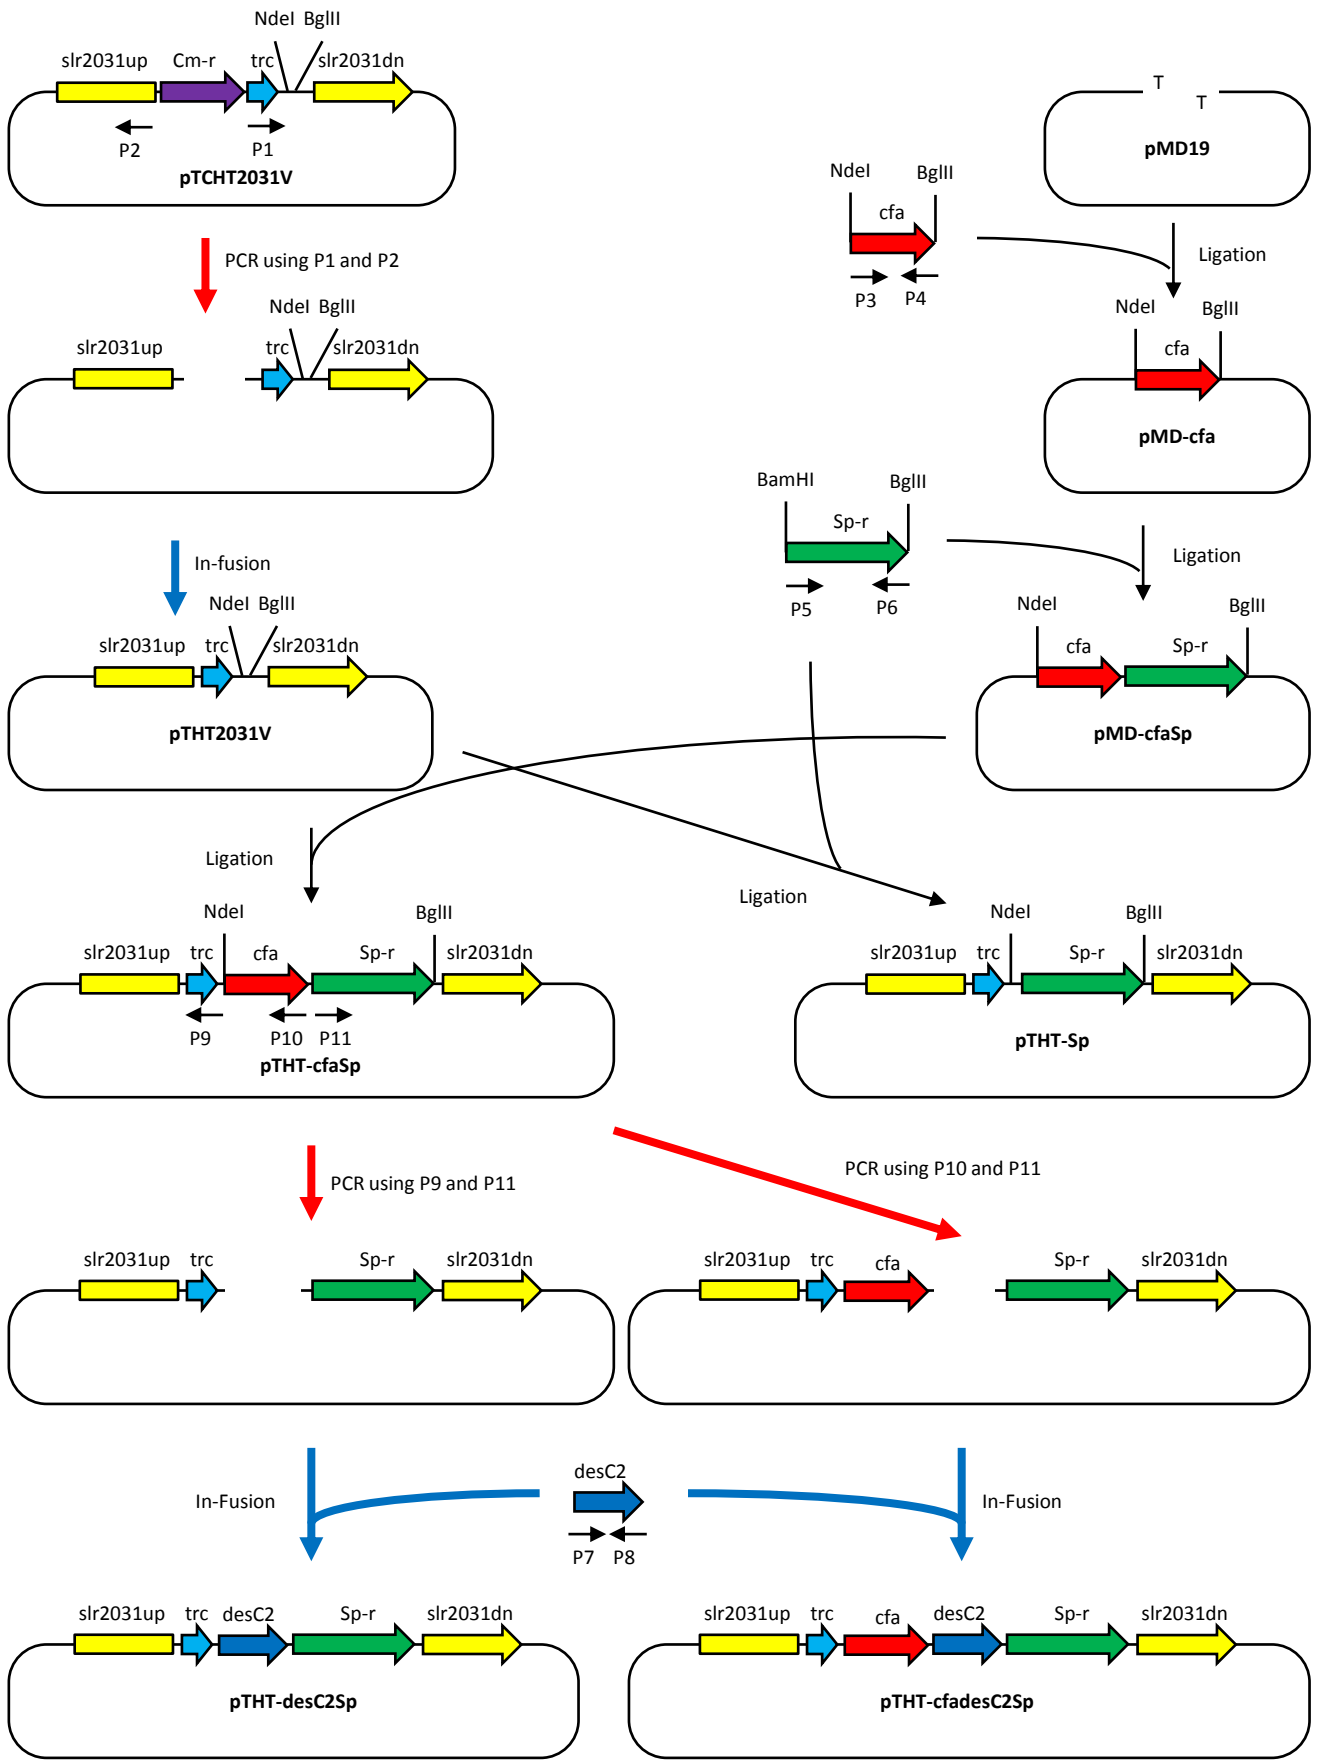 NdeI BglII
slr2031up Cm-r trc slr2031dn
P2 P1
pTCHT2031V
T
T
pMD19
NdeI BglII
cfa
P3 P4
Ligation
PCR using P1 and P2
NdeI BglII
slr2031up trc slr2031dn
NdeI BglII
cfa
pMD-cfa
BamHI BglII
Sp-r
P5 P6
Ligation
In-fusion
NdeI BglII
slr2031up trc slr2031dn
pTHT2031V
NdeI BglII
cfa Sp-r
pMD-cfaSp
Ligation
Ligation
NdeI BglII
slr2031up trc cfa Sp-r slr2031dn
P9 P10 P11
pTHT-cfaSp
NdeI BglII
slr2031up trc Sp-r slr2031dn
pTHT-Sp
PCR using P9 and P11
PCR using P10 and P11
slr2031up trc Sp-r slr2031dn
slr2031up trc cfa Sp-r slr2031dn
In-Fusion
desC2
P7 P8
In-Fusion
slr2031up trc desC2 Sp-r slr2031dn
pTHT-desC2Sp
slr2031up trc cfa desC2 Sp-r slr2031dn
pTHT-cfadesC2Sp